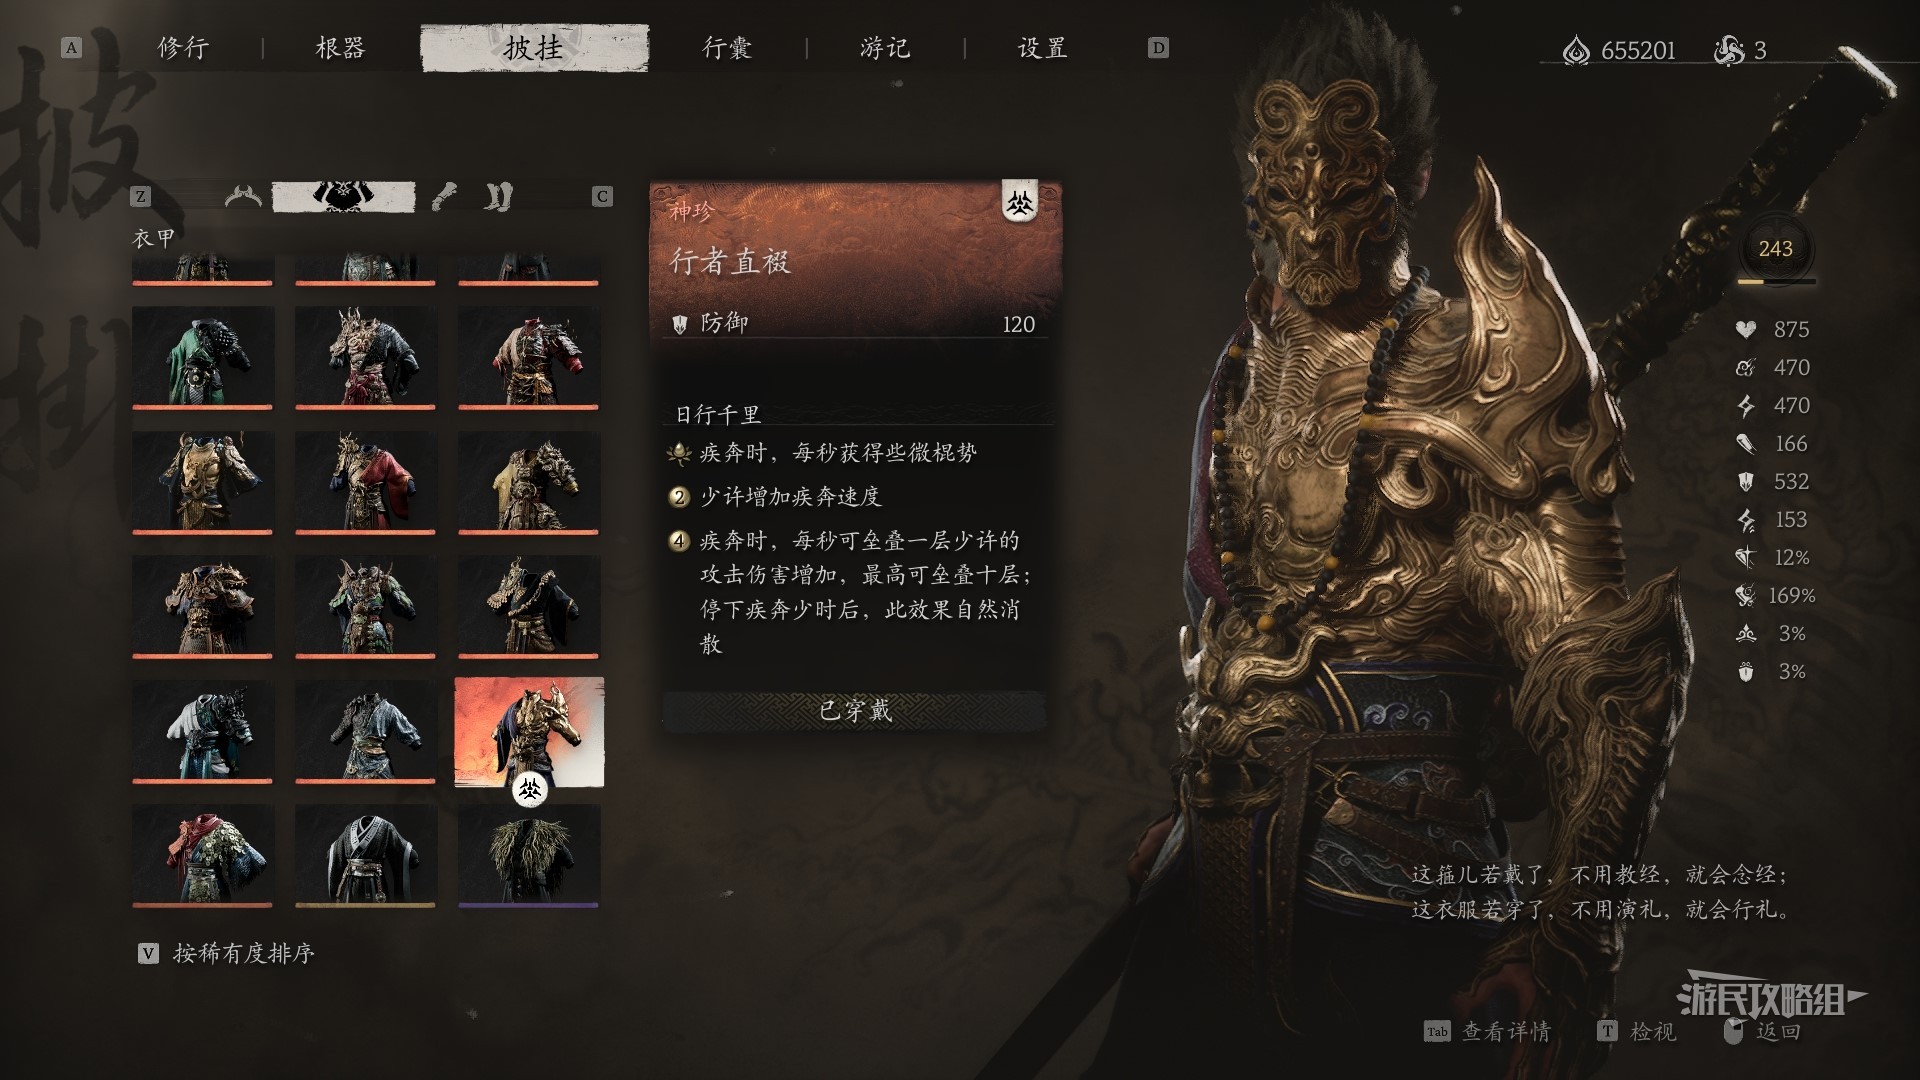 A 修行 根器 披挂 行囊 游记 设置 D
655201 3
披挂
Z C
衣甲
神珍
行者直裰
防御 120
日行千里
疾奔时，每秒获得些微棍势
2 少许增加疾奔速度
4 疾奔时，每秒可垒叠一层少许的
攻击伤害增加，最高可垒叠十层；
停下疾奔少时后，此效果自然消
散
已穿戴
243
875
470
470
166
532
153
12%
169%
3%
3%
这箍儿若戴了，不用教经，就会念经；
这衣服若穿了，不用演礼，就会行礼。
V 按稀有度排序
游民攻略组
Tab 查看详情 T 检视 返回